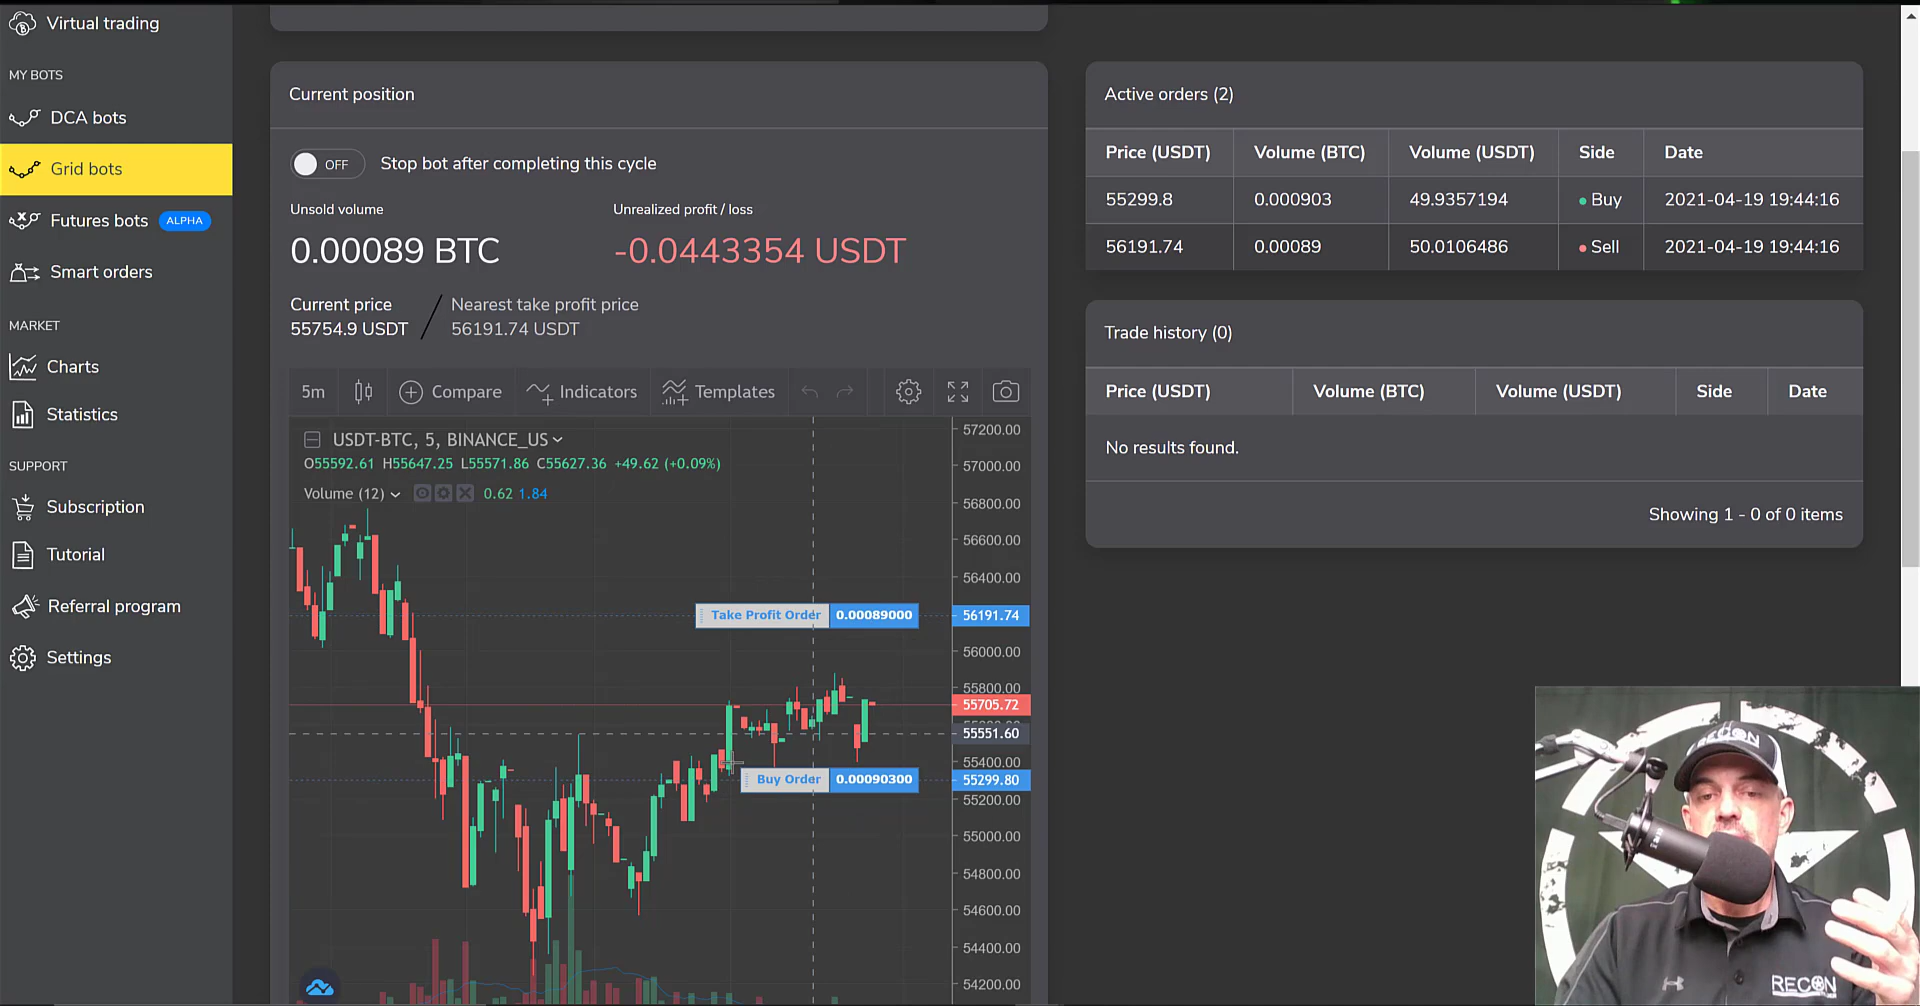 Virtual trading
MY BOTS
DCA bots
Grid bots
Futures bots ALPHA
Smart orders
MARKET
Charts
Statistics
SUPPORT
Subscription
Tutorial
Referral program
Settings
Current position
OFF Stop bot after completing this cycle
Unsold volume Unrealized profit / loss
0.00089 BTC -0.0443354 USDT
Current price Nearest take profit price
55754.9 USDT 56191.74 USDT
5m Compare Indicators Templates
USDT-BTC, 5, BINANCE_US
O55592.61 H55647.25 L55571.86 C55627.36 +49.62 (+0.09%)
Volume (12) 0.62 1.84
57200.00
57000.00
56800.00
56600.00
56400.00
Take Profit Order 0.00089000 56191.74
56000.00
55800.00
55705.72
55551.60
55400.00
Buy Order 0.00090300 55299.80
55200.00
55000.00
54800.00
54600.00
54400.00
54200.00
Active orders (2)
Price (USDT) Volume (BTC) Volume (USDT) Side Date
55299.8 0.000903 49.9357194 Buy 2021-04-19 19:44:16
56191.74 0.00089 50.0106486 Sell 2021-04-19 19:44:16
Trade history (0)
Price (USDT) Volume (BTC) Volume (USDT) Side Date
No results found.
Showing 1 - 0 of 0 items
RECON
RECON